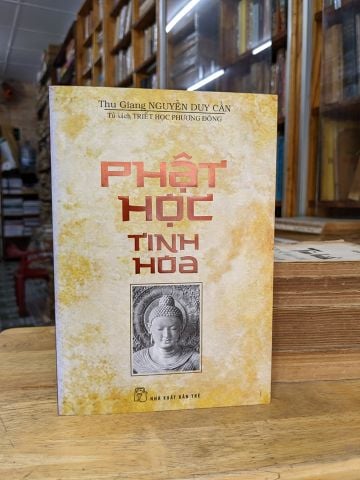 Thu Giang NGUYỄN DUY CẦN
Tủ sách TRIẾT HỌC PHƯƠNG ĐÔNG
PHẬT
HỌC
TINH
HOA
NHÀ XUẤT BẢN TRẺ